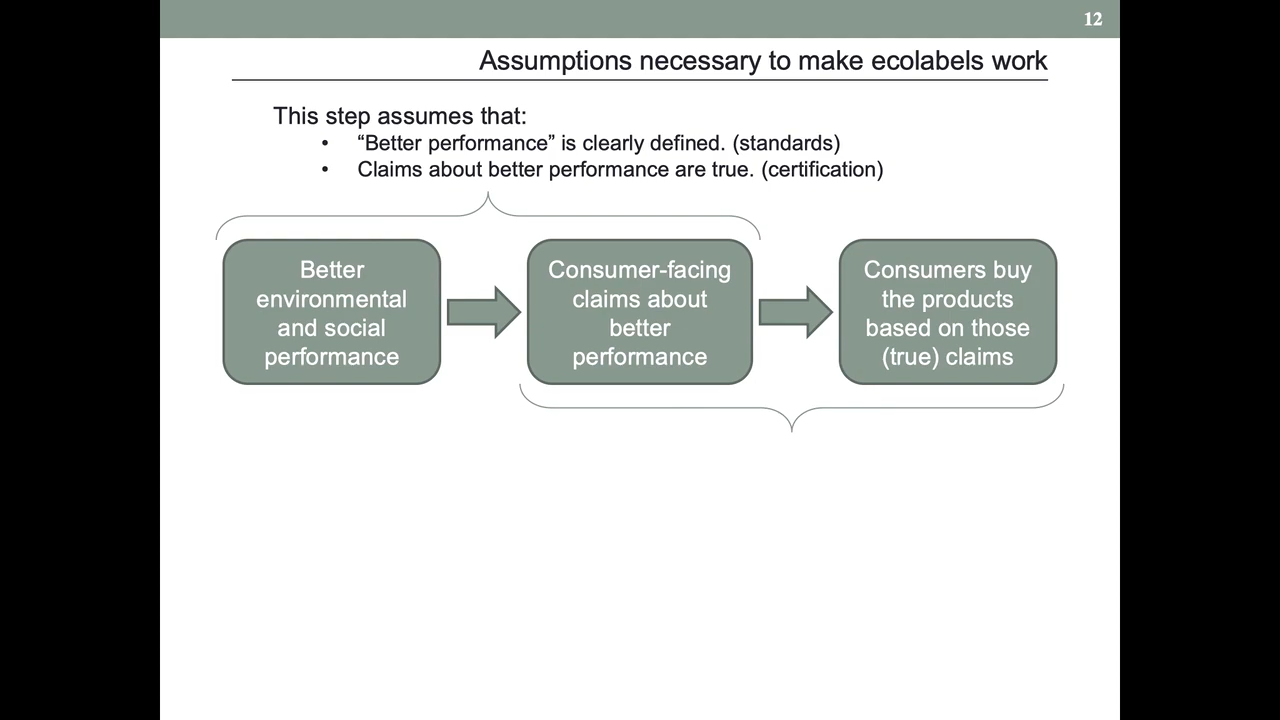 12
Assumptions necessary to make ecolabels work
This step assumes that:
• “Better performance” is clearly defined. (standards)
• Claims about better performance are true. (certification)
Better
environmental
and social
performance
Consumer-facing
claims about
better
performance
Consumers buy
the products
based on those
(true) claims